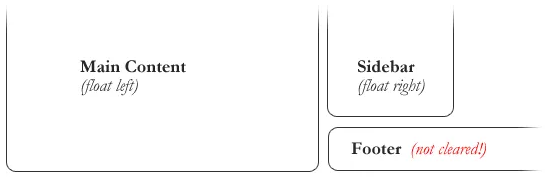 Main Content
(float left)
Sidebar
(float right)
Footer (not cleared!)